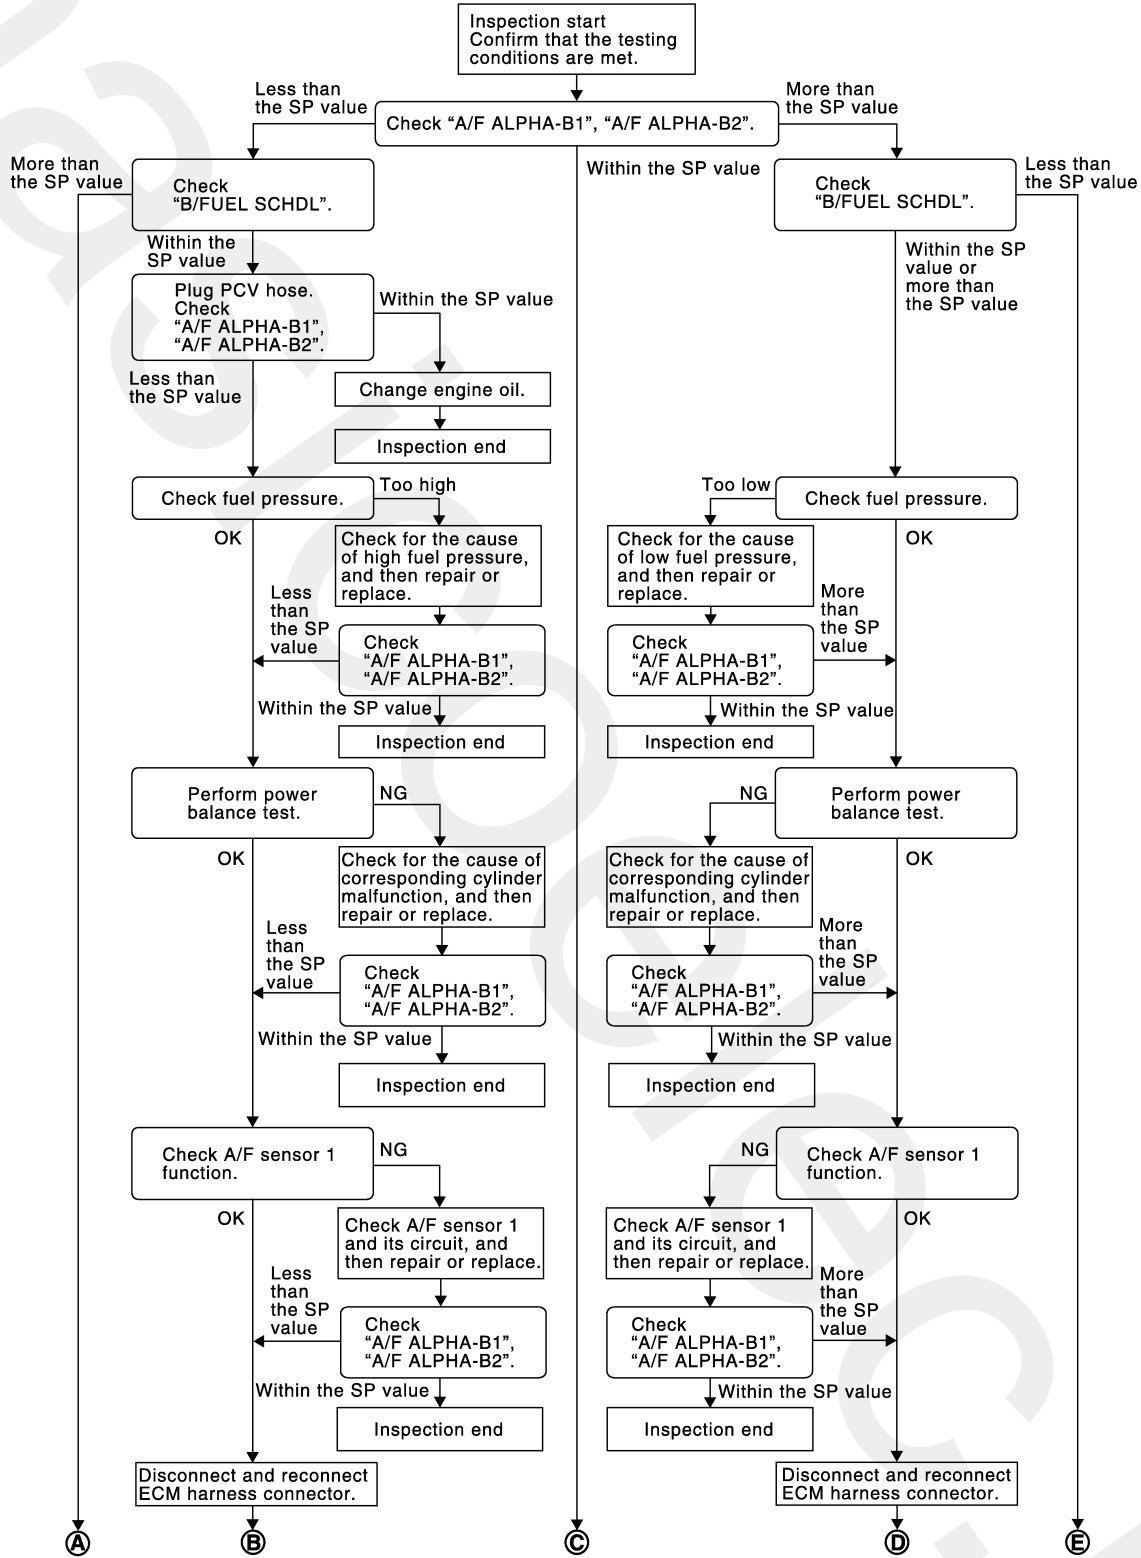 Inspection start
Confirm that the testing
conditions are met.
Less than
the SP value
More than
the SP value
Check “A/F ALPHA-B1”, “A/F ALPHA-B2”.
More than
the SP value
Check
“B/FUEL SCHDL”.
Within the SP value
Check
“B/FUEL SCHDL”.
Less than
the SP value
Within the
SP value
Within the SP
value or
more than
the SP value
Plug PCV hose.
Check
“A/F ALPHA-B1”,
“A/F ALPHA-B2”.
Within the SP value
Less than
the SP value
Change engine oil.
Inspection end
Check fuel pressure.
Too high
Too low
Check fuel pressure.
OK
OK
Check for the cause
of high fuel pressure,
and then repair or
replace.
Check for the cause
of low fuel pressure,
and then repair or
replace.
Less
than
the SP
value
More
than
the SP
value
Check
“A/F ALPHA-B1”,
“A/F ALPHA-B2”.
Check
“A/F ALPHA-B1”,
“A/F ALPHA-B2”.
Within the SP value
Within the SP value
Inspection end
Inspection end
Perform power
balance test.
NG
NG
Perform power
balance test.
OK
OK
Check for the cause of
corresponding cylinder
malfunction, and then
repair or replace.
Check for the cause of
corresponding cylinder
malfunction, and then
repair or replace.
Less
than
the SP
value
More
than
the SP
value
Check
“A/F ALPHA-B1”,
“A/F ALPHA-B2”.
Check
“A/F ALPHA-B1”,
“A/F ALPHA-B2”.
Within the SP value
Within the SP value
Inspection end
Inspection end
Check A/F sensor 1
function.
NG
NG
Check A/F sensor 1
function.
OK
OK
Check A/F sensor 1
and its circuit, and
then repair or replace.
Check A/F sensor 1
and its circuit, and
then repair or replace.
Less
than
the SP
value
More
than
the SP
value
Check
“A/F ALPHA-B1”,
“A/F ALPHA-B2”.
Check
“A/F ALPHA-B1”,
“A/F ALPHA-B2”.
Within the SP value
Within the SP value
Inspection end
Inspection end
Disconnect and reconnect
ECM harness connector.
Disconnect and reconnect
ECM harness connector.
A
B
C
D
E